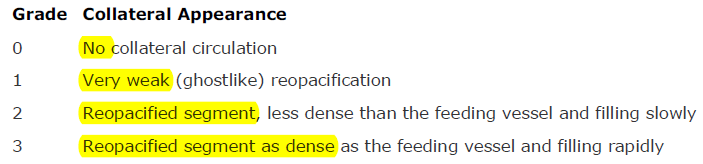 Grade Collateral Appearance
0 No collateral circulation
1 Very weak (ghostlike) reopacification
2 Reopacified segment, less dense than the feeding vessel and filling slowly
3 Reopacified segment as dense as the feeding vessel and filling rapidly